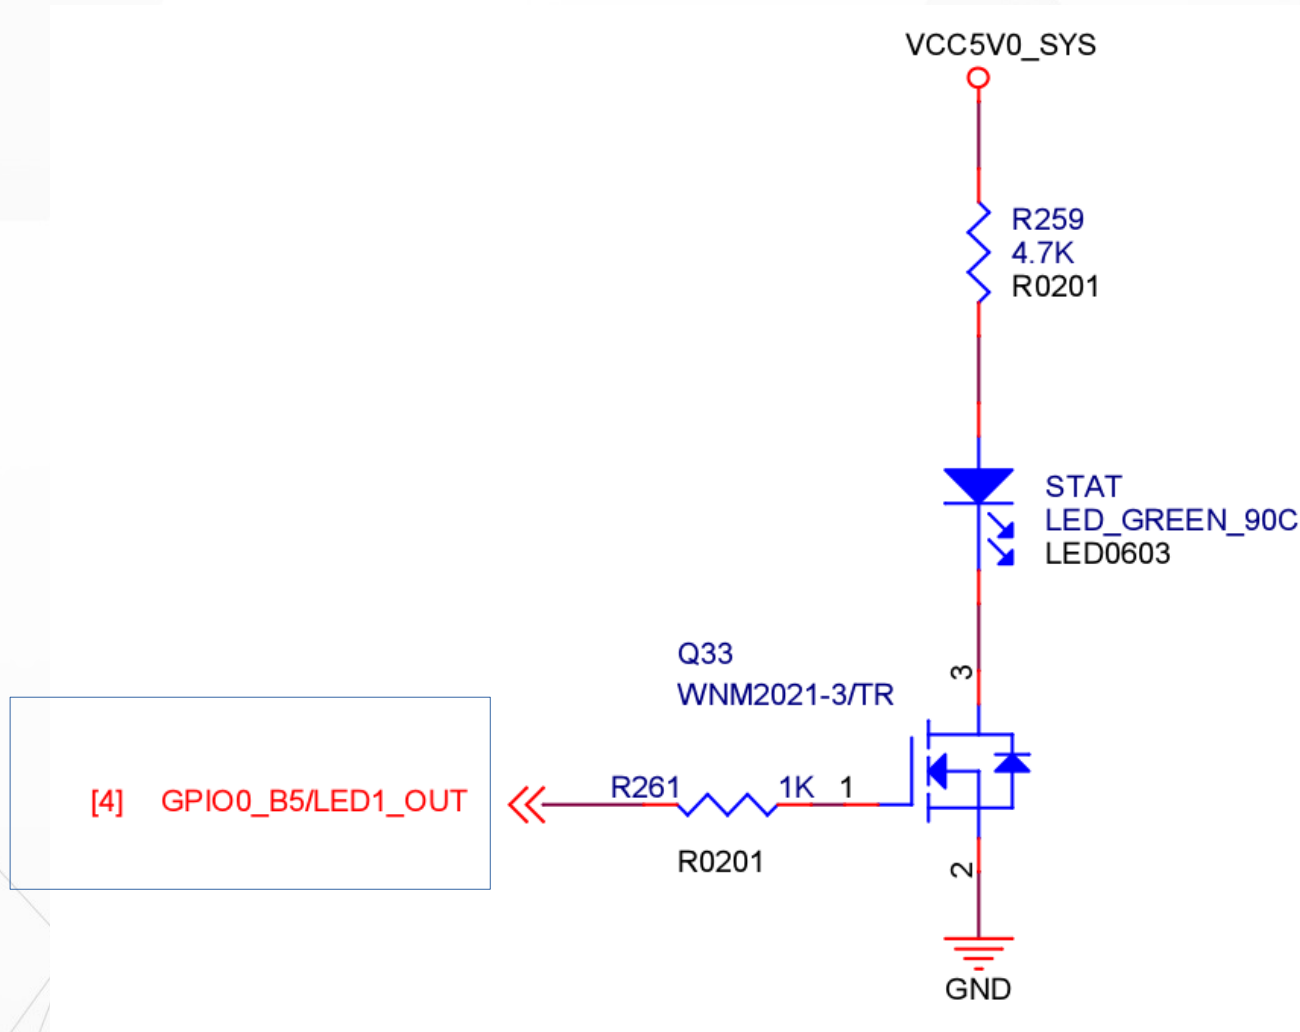 VCC5V0_SYS
R259
4.7K
R0201
STAT
LED_GREEN_90C
LED0603
3
Q33
WNM2021-3/TR
[4] GPIO0_B5/LED1_OUT
R261 1K 1
R0201
2
GND